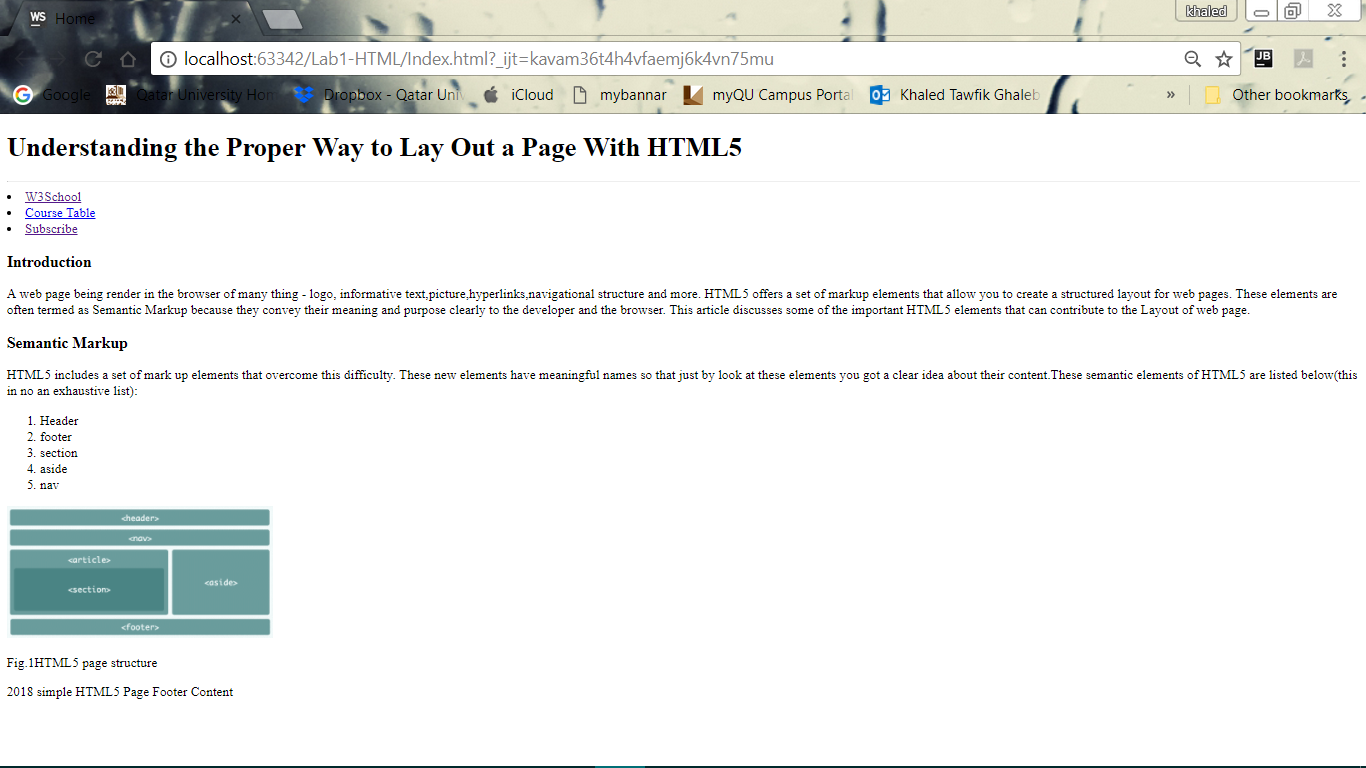 WS Home
khaled
localhost:63342/Lab1-HTML/Index.html?_ijt=kavam36t4h4vfaemj6k4vn75mu
JB
G Google
Qatar University Hom
Dropbox - Qatar Univ
iCloud
mybannar
myQU Campus Portal
Khaled Tawfik Ghaleb
»
Other bookmarks
Understanding the Proper Way to Lay Out a Page With HTML5
• W3School
• Course Table
• Subscribe
Introduction
A web page being render in the browser of many thing - logo, informative text,picture,hyperlinks,navigational structure and more. HTML5 offers a set of markup elements that allow you to create a structured layout for web pages. These elements are
often termed as Semantic Markup because they convey their meaning and purpose clearly to the developer and the browser. This article discusses some of the important HTML5 elements that can contribute to the Layout of web page.
Semantic Markup
HTML5 includes a set of mark up elements that overcome this difficulty. These new elements have meaningful names so that just by look at these elements you got a clear idea about their content.These semantic elements of HTML5 are listed below(this
in no an exhaustive list):
1. Header
2. footer
3. section
4. aside
5. nav
<header>
<nav>
<article>
<section>
<aside>
<footer>
Fig.1HTML5 page structure
2018 simple HTML5 Page Footer Content